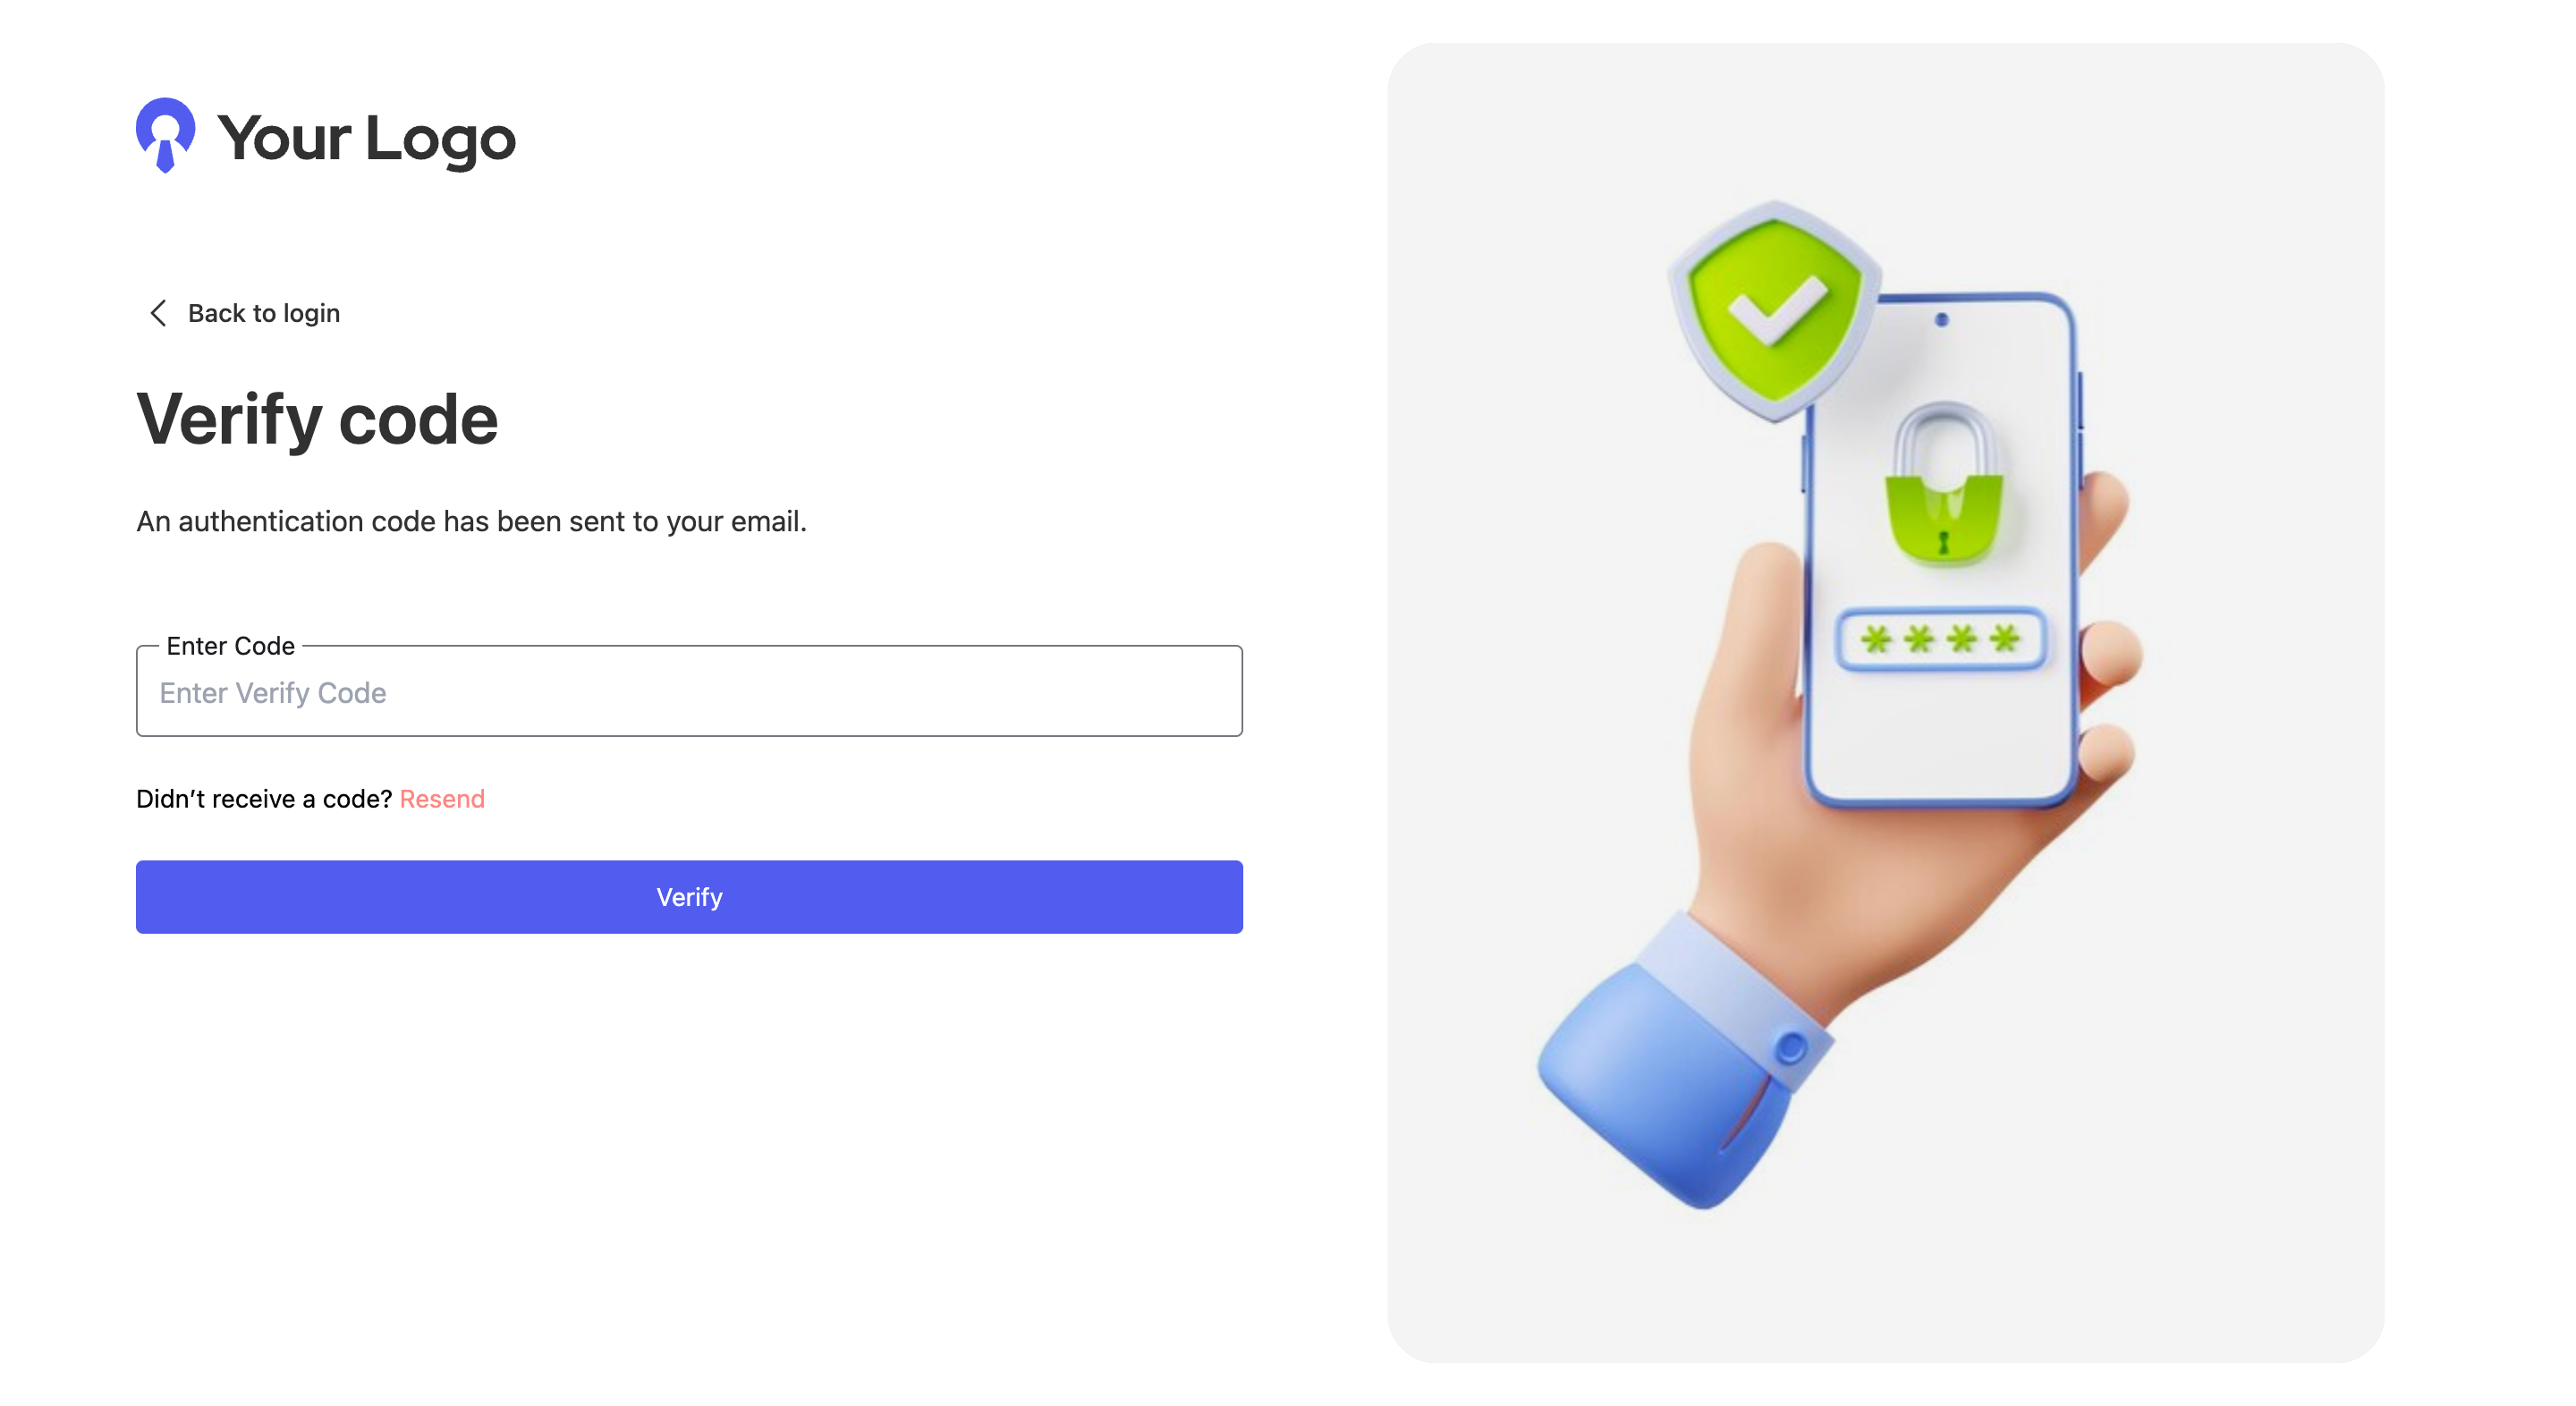 Your Logo
Back to login
Verify code
An authentication code has been sent to your email.
Enter Code
Enter Verify Code
Didn’t receive a code? Resend
Verify
* * * *